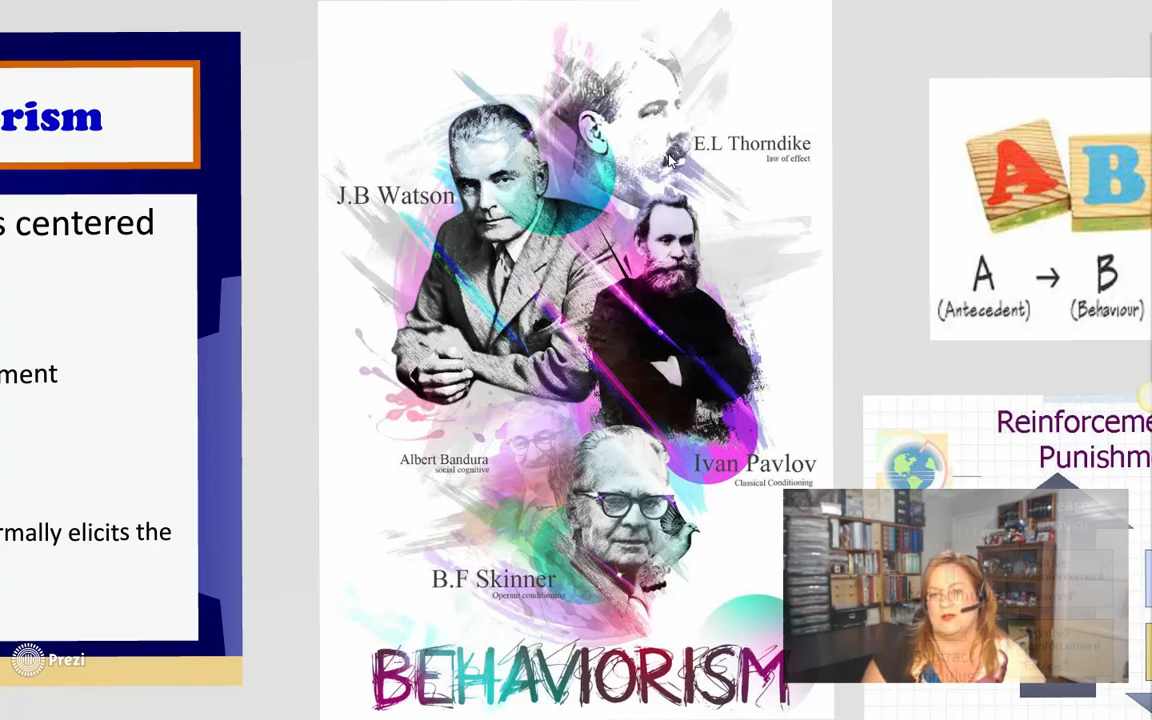 rism
s centered
ment
rmally elicits the
Prezi
E.L Thorndike
law of effect
J.B Watson
Albert Bandura
social cognitive
Ivan Pavlov
Classical Conditioning
B.F Skinner
Operant conditioning
BEHAVIORISM
A B
A → B
(Antecedent) (Behaviour)
Reinforceme
Punishm